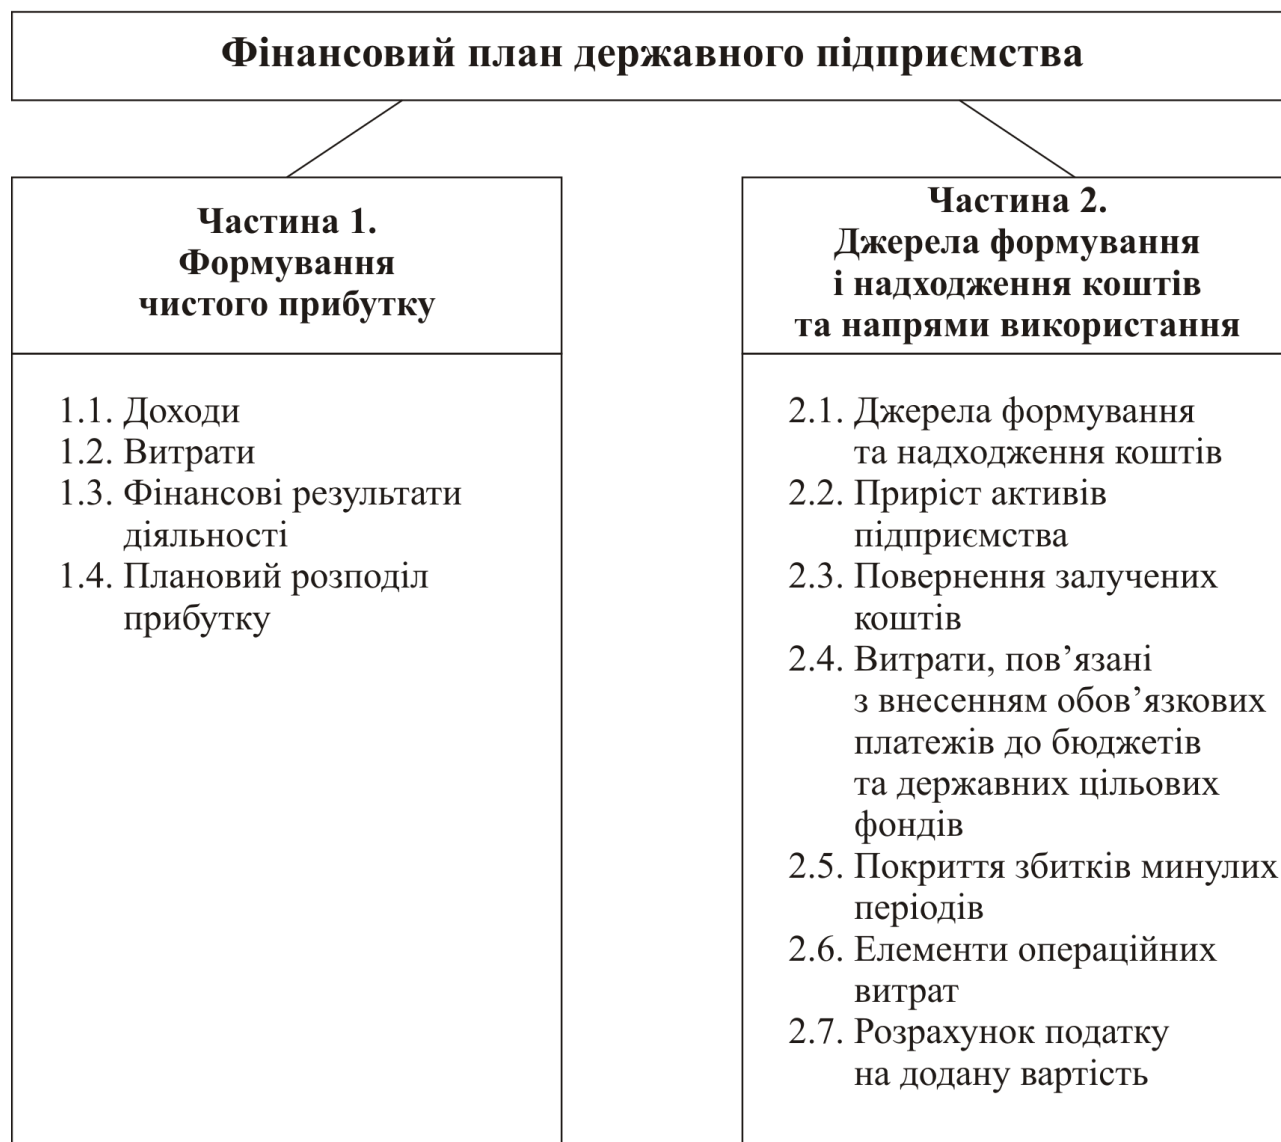 Фінансовий план державного підприємства
Частина 1.
Формування
чистого прибутку
1.1. Доходи
1.2. Витрати
1.3. Фінансові результати
діяльності
1.4. Плановий розподіл
прибутку
Частина 2.
Джерела формування
і надходження коштів
та напрями використання
2.1. Джерела формування
та надходження коштів
2.2. Приріст активів
підприємства
2.3. Повернення залучених
коштів
2.4. Витрати, пов’язані
з внесенням обов’язкових
платежів до бюджетів
та державних цільових
фондів
2.5. Покриття збитків минулих
періодів
2.6. Елементи операційних
витрат
2.7. Розрахунок податку
на додану вартість